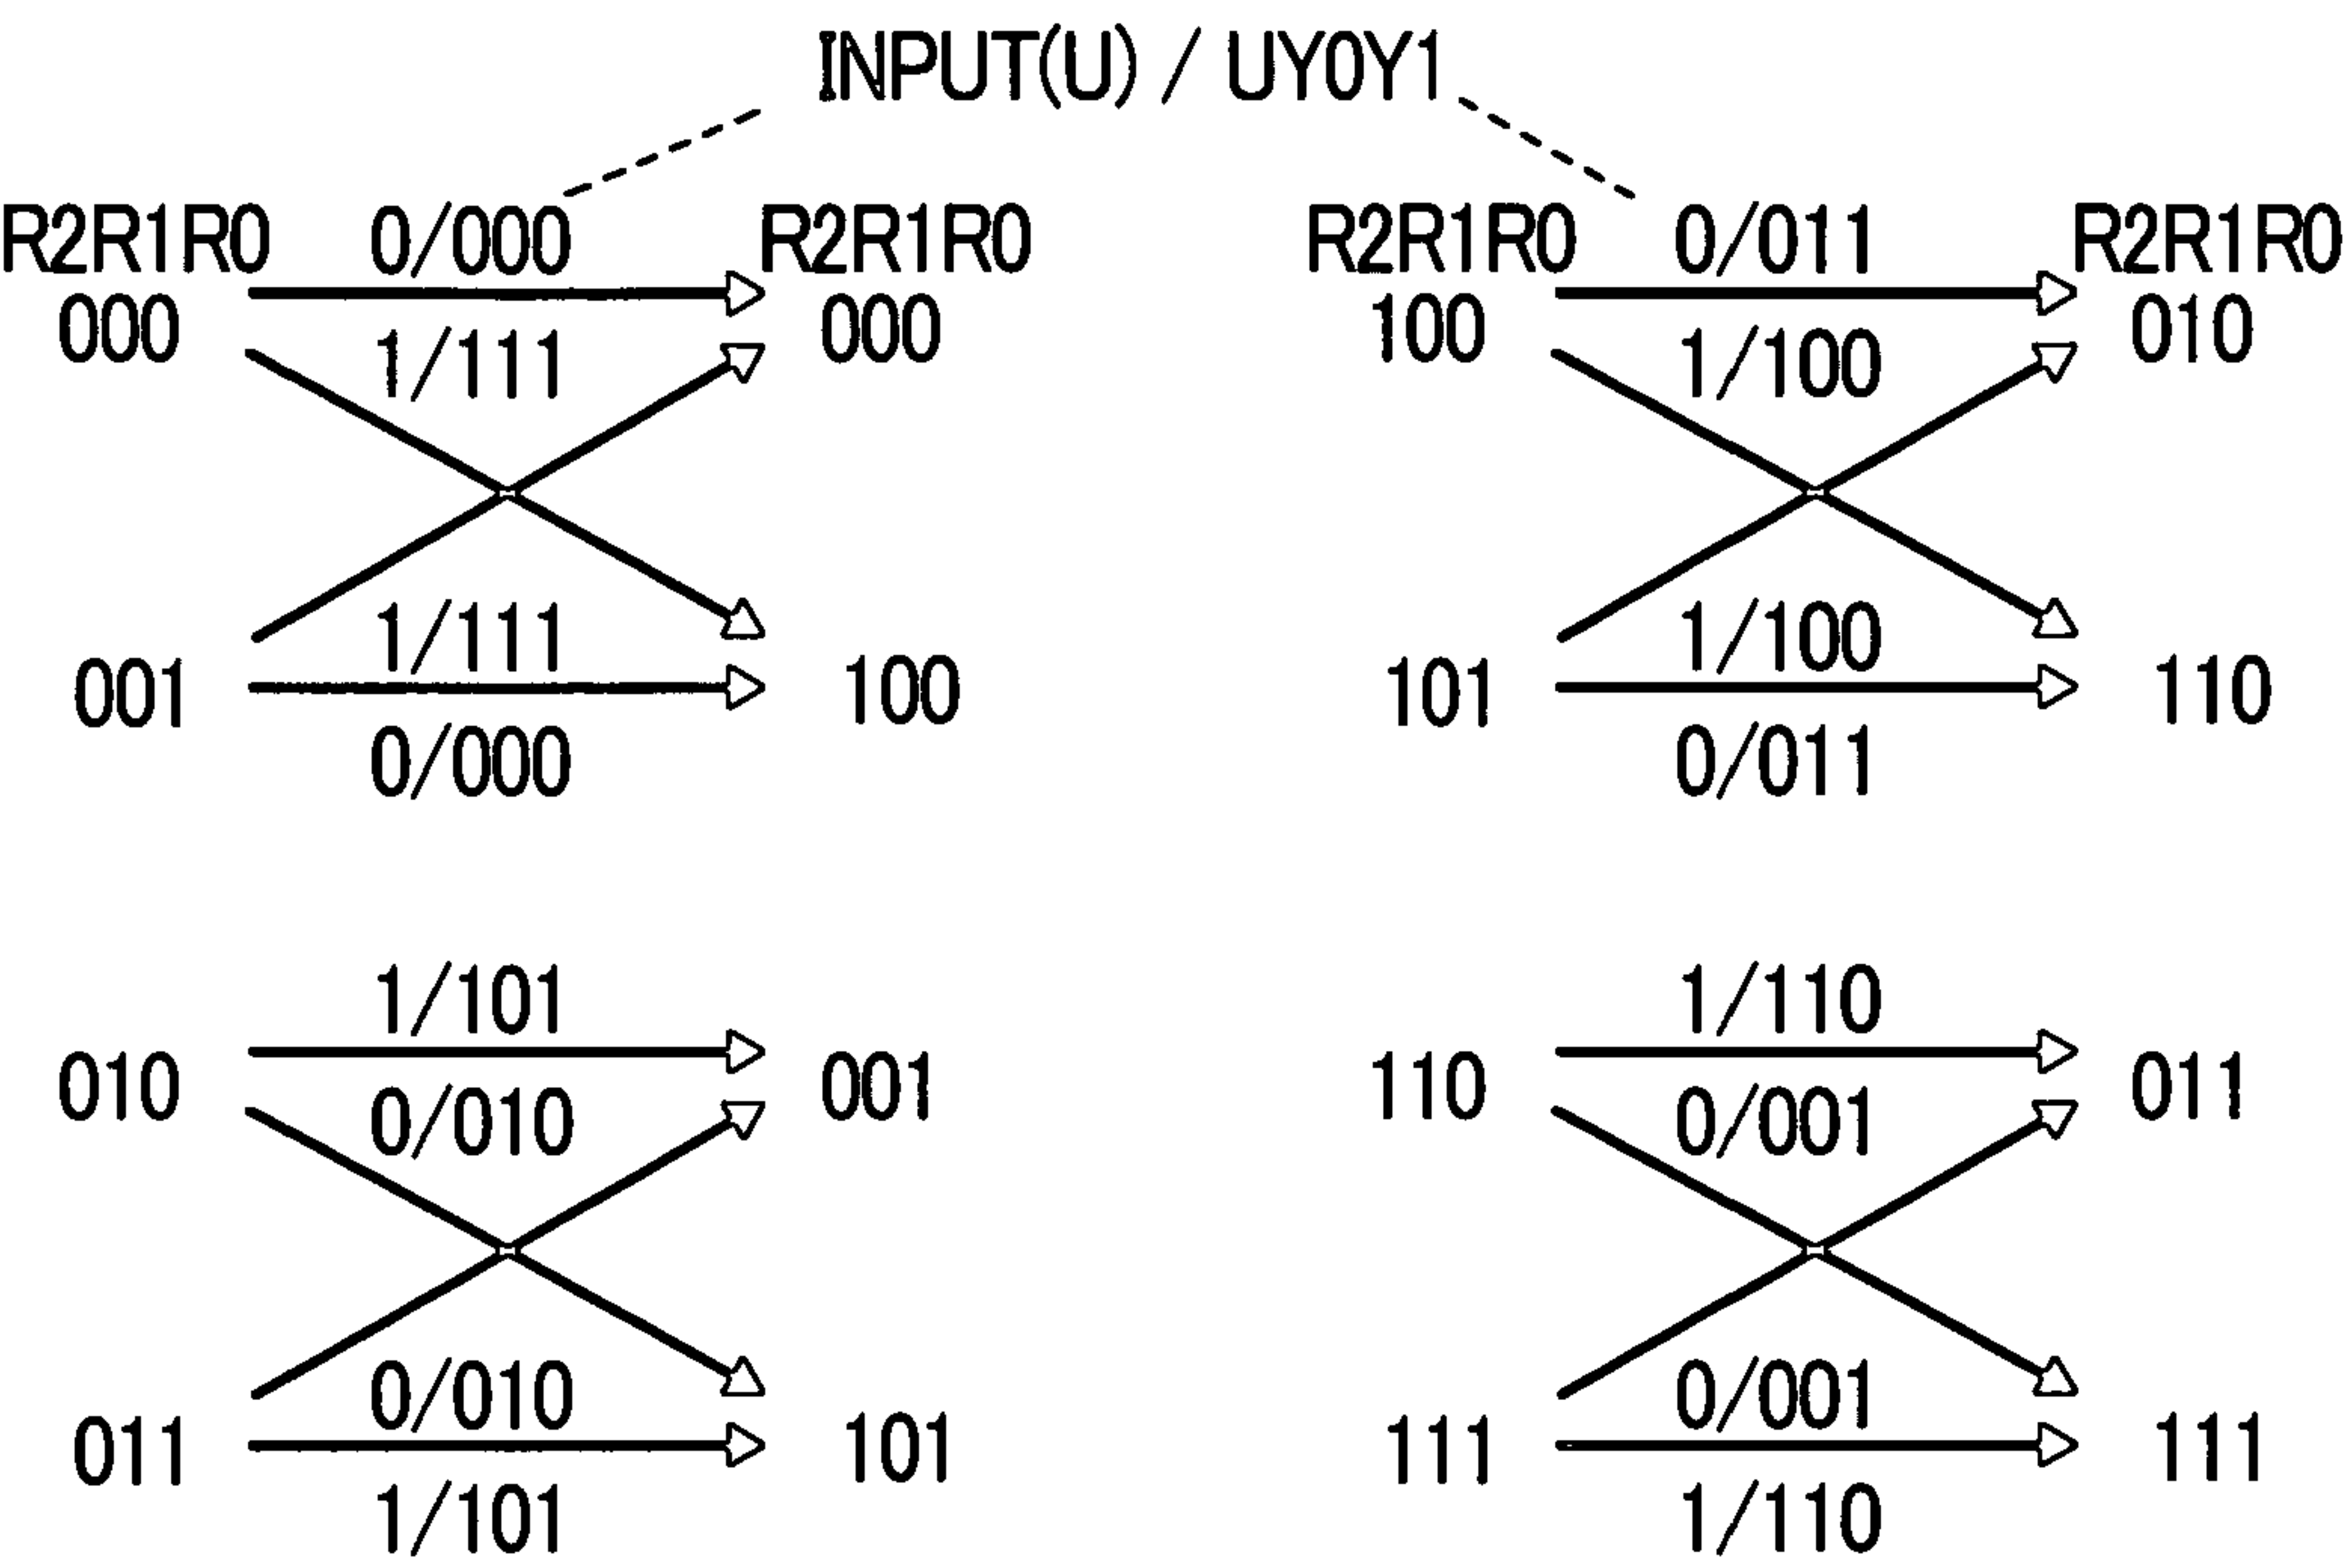 INPUT(U) / UY0Y1
R2R1R0 0/000 R2R1R0 R2R1R0 0/011 R2R1R0
000 1/111 000 100 1/100 010
1/111 1/100
001 100 101 110
0/000 0/011
1/101 1/110
010 0/010 001 110 0/001 011
0/010 0/001
011 101 111 111
1/101 1/110